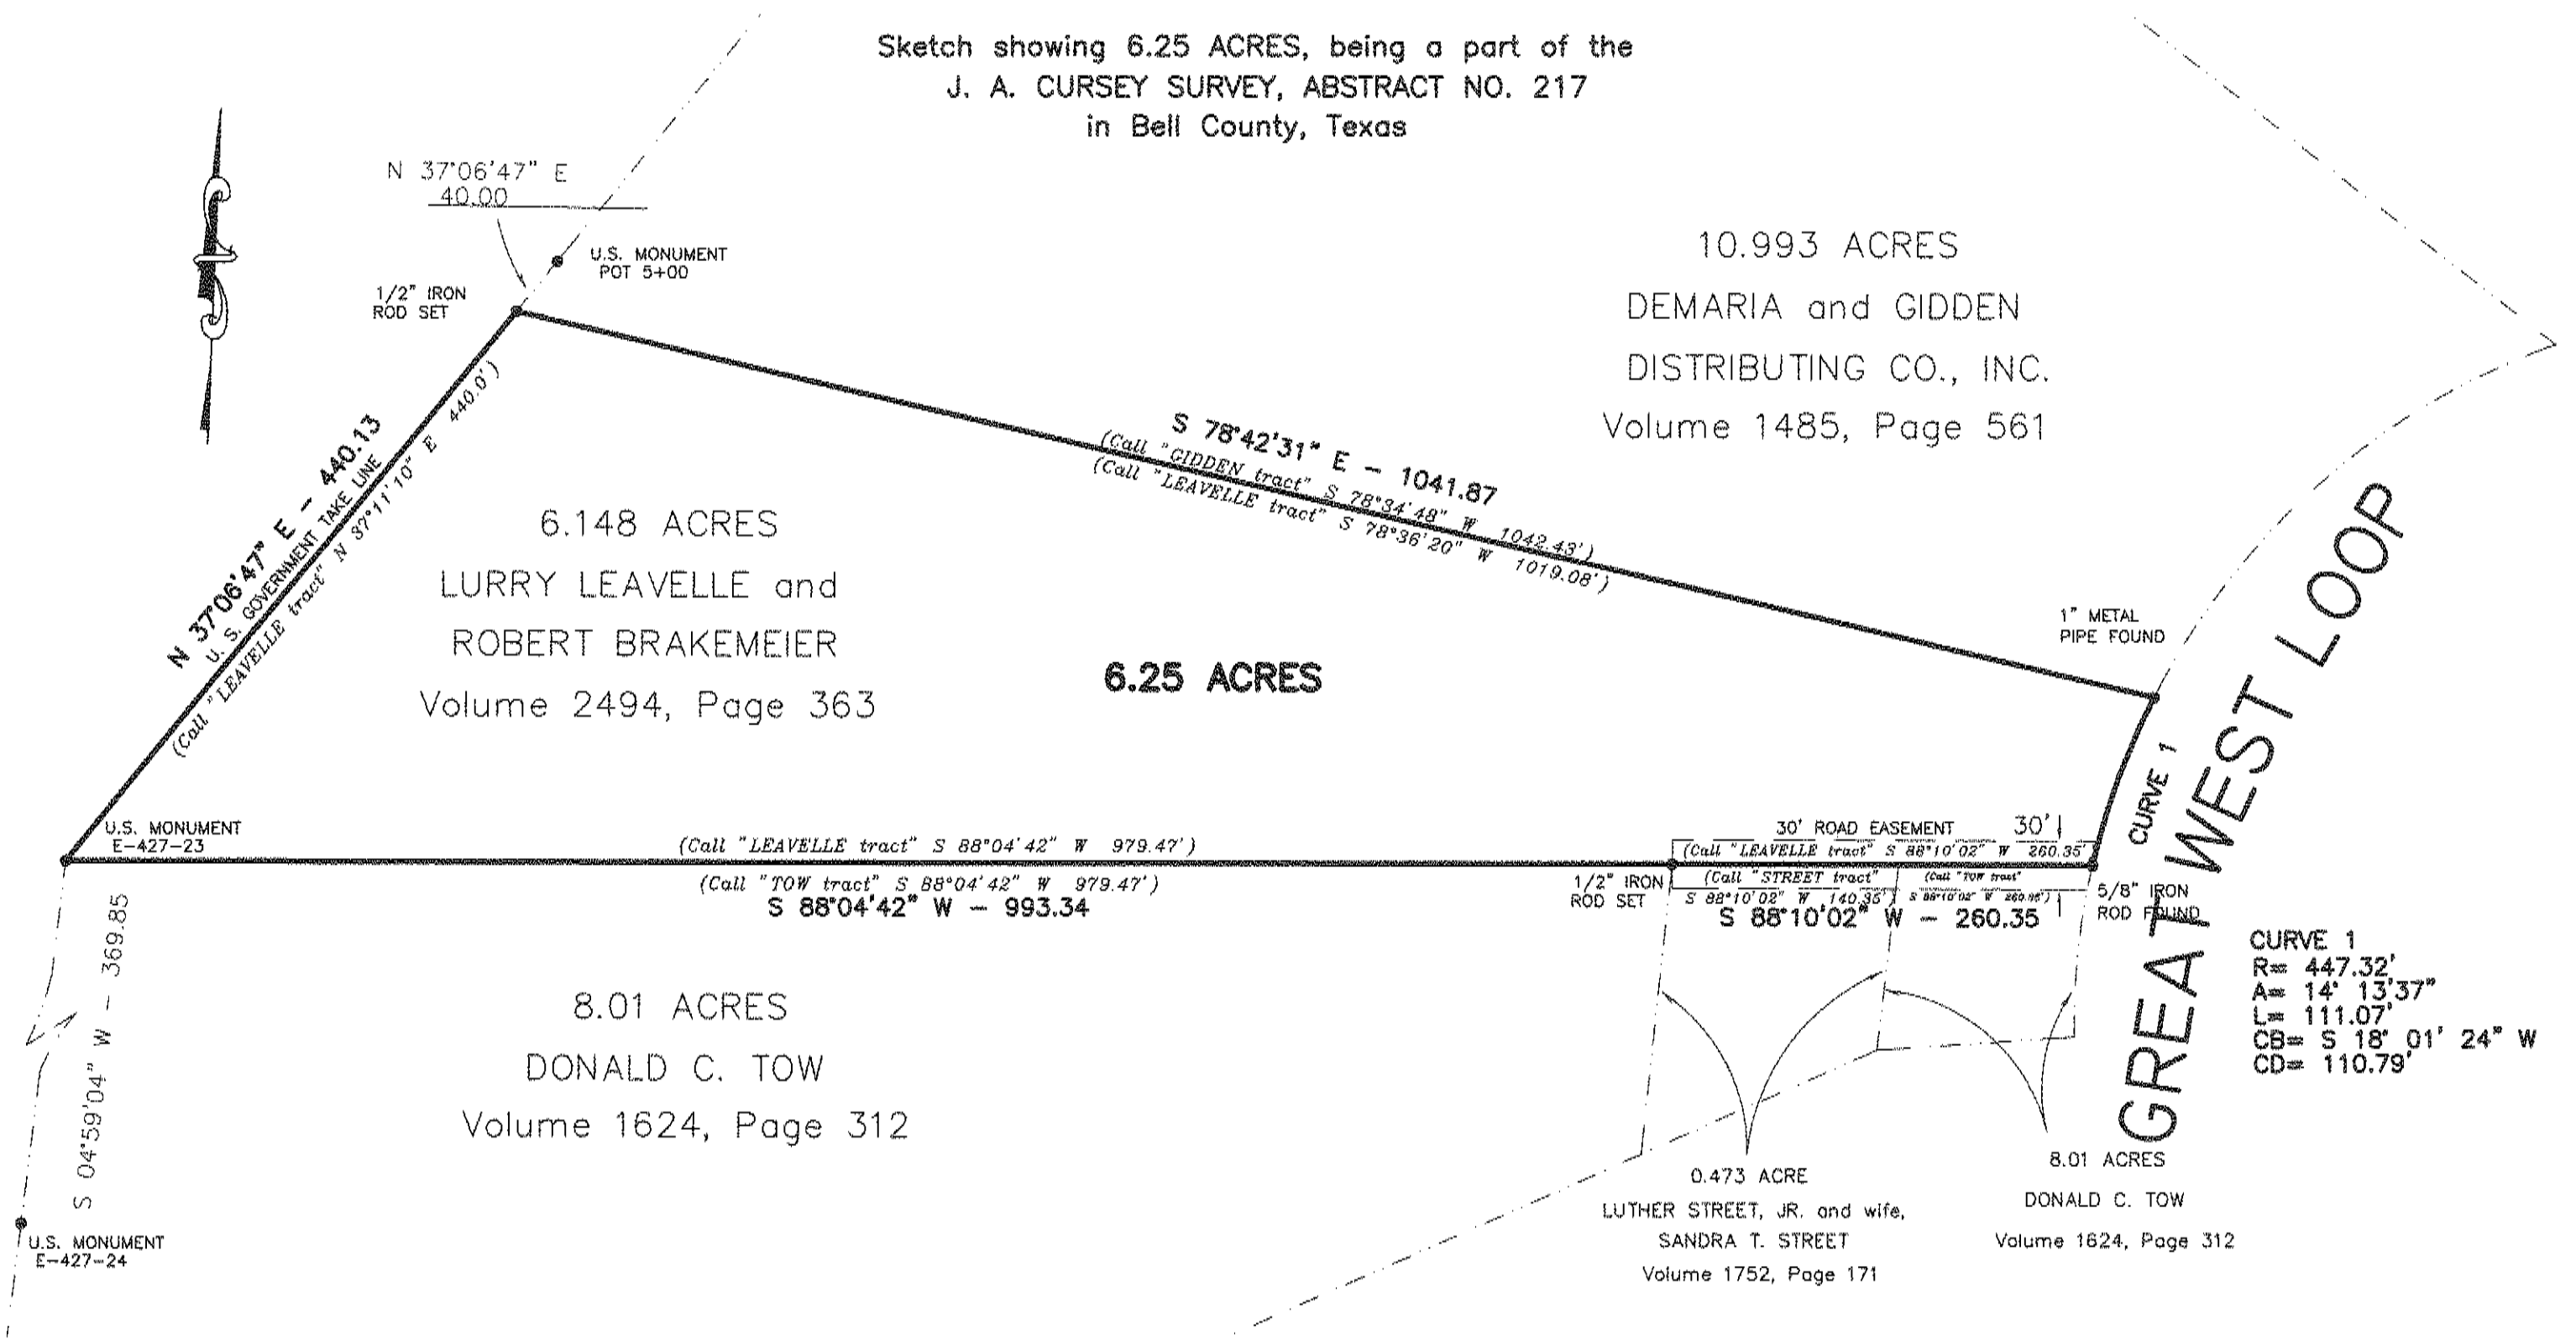 Sketch showing 6.25 ACRES, being a part of the
J. A. CURSEY SURVEY, ABSTRACT NO. 217
in Bell County, Texas
N 37°06'47" E
40.00
U.S. MONUMENT
POT 5+00
1/2" IRON
ROD SET
10.993 ACRES
DEMARIA and GIDDEN
DISTRIBUTING CO., INC.
Volume 1485, Page 561
N 37°06'47" E - 440.13
U. S. GOVERNMENT TAKE LINE
(Call "LEAVELLE tract" N 37°11'10" E 440.0')
S 78°42'31" E - 1041.87
(Call "GIDDEN tract" S 78°34'48" W 1042.43')
(Call "LEAVELLE tract" S 78°36'20" W 1019.08')
6.148 ACRES
LURRY LEAVELLE and
ROBERT BRAKEMEIER
Volume 2494, Page 363
6.25 ACRES
1" METAL
PIPE FOUND
CURVE 1
GREAT WEST LOOP
U.S. MONUMENT
E-427-23
(Call "LEAVELLE tract" S 88°04'42" W 979.47')
(Call "TOW tract" S 88°04'42" W 979.47')
S 88°04'42" W - 993.34
30' ROAD EASEMENT 30'
(Call "LEAVELLE tract" S 88°10'02" W 260.35'
1/2" IRON
ROD SET
(Call "STREET tract"
S 88°10'02" W 140.35')
(Call "TOW tract"
S 88°10'02" W
S 88°10'02" W - 260.35
5/8" IRON
ROD FOUND
CURVE 1
R= 447.32'
A= 14° 13'37"
L= 111.07'
CB= S 18° 01' 24" W
CD= 110.79'
S 04°59'04" W - 369.85
8.01 ACRES
DONALD C. TOW
Volume 1624, Page 312
U.S. MONUMENT
E-427-24
0.473 ACRE
LUTHER STREET, JR. and wife,
SANDRA T. STREET
Volume 1752, Page 171
8.01 ACRES
DONALD C. TOW
Volume 1624, Page 312